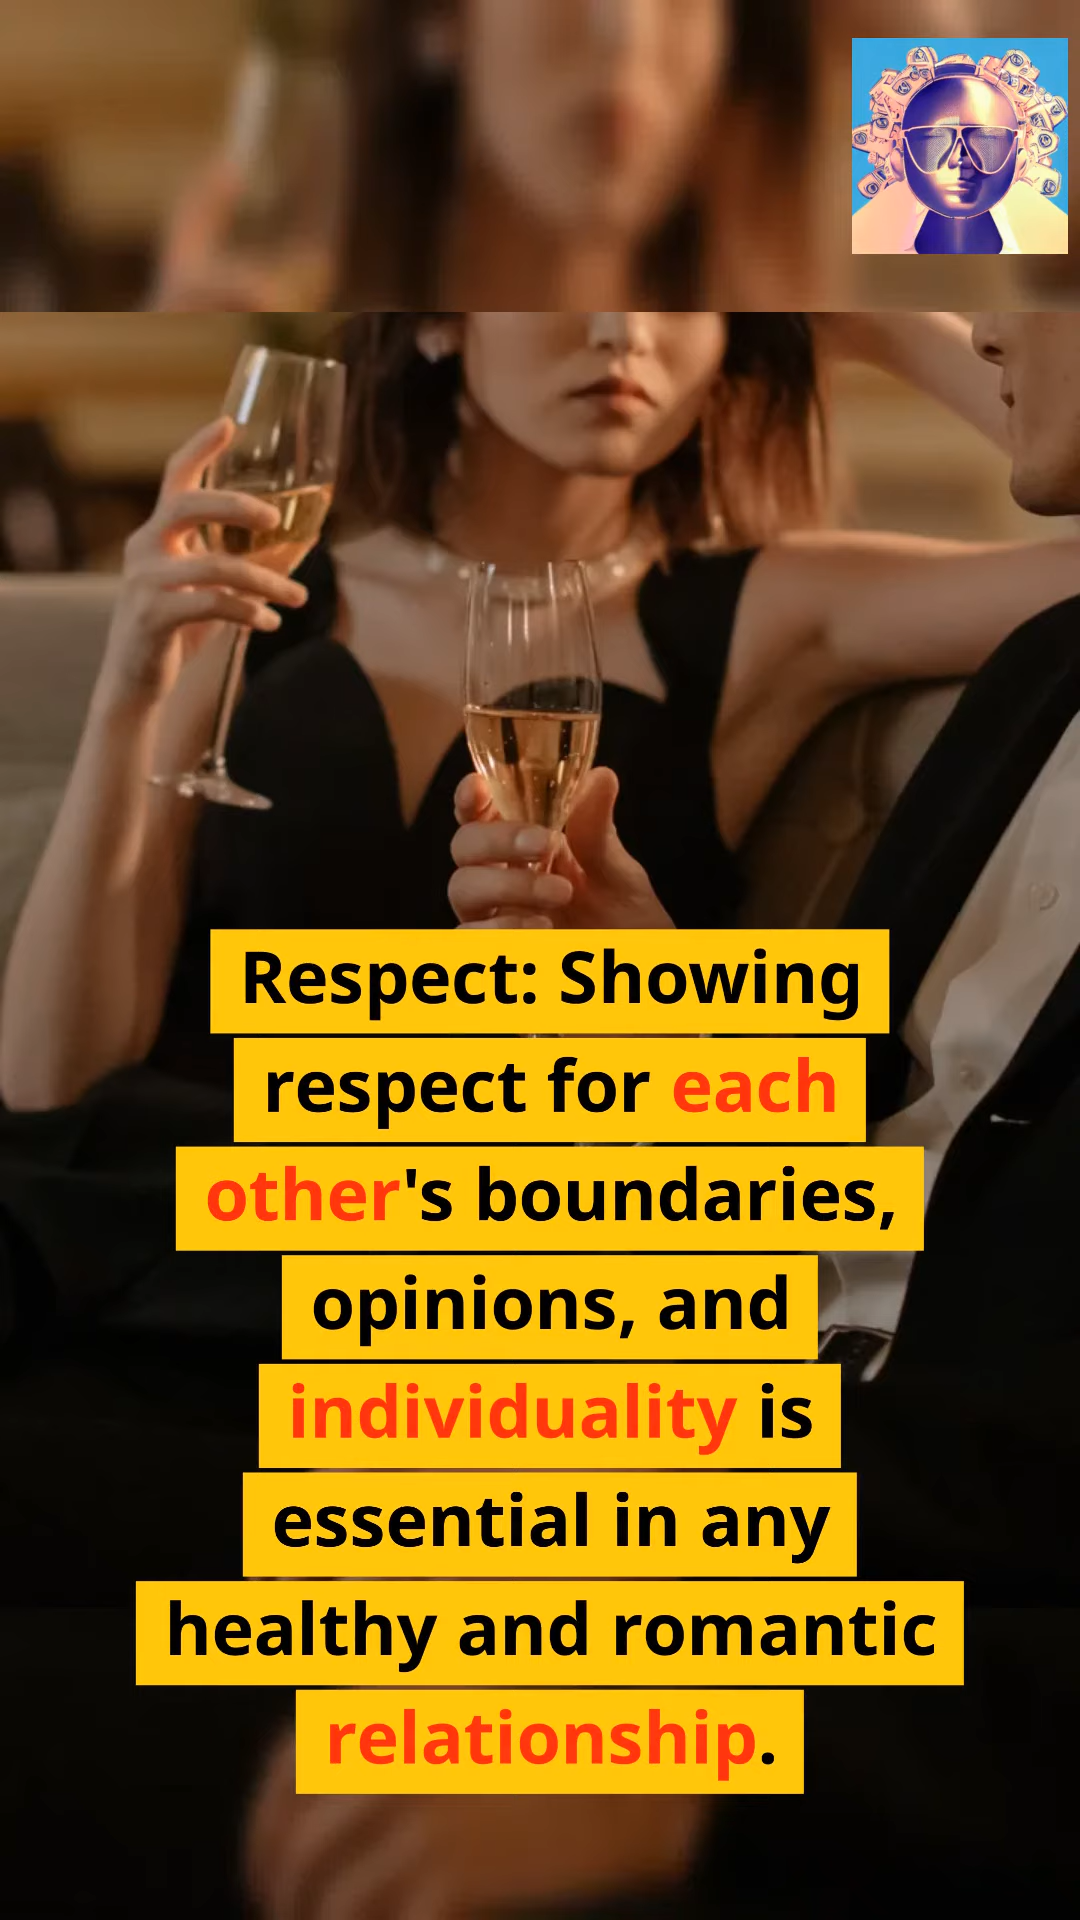 Respect: Showing
respect for each
other's boundaries,
opinions, and
individuality is
essential in any
healthy and romantic
relationship.